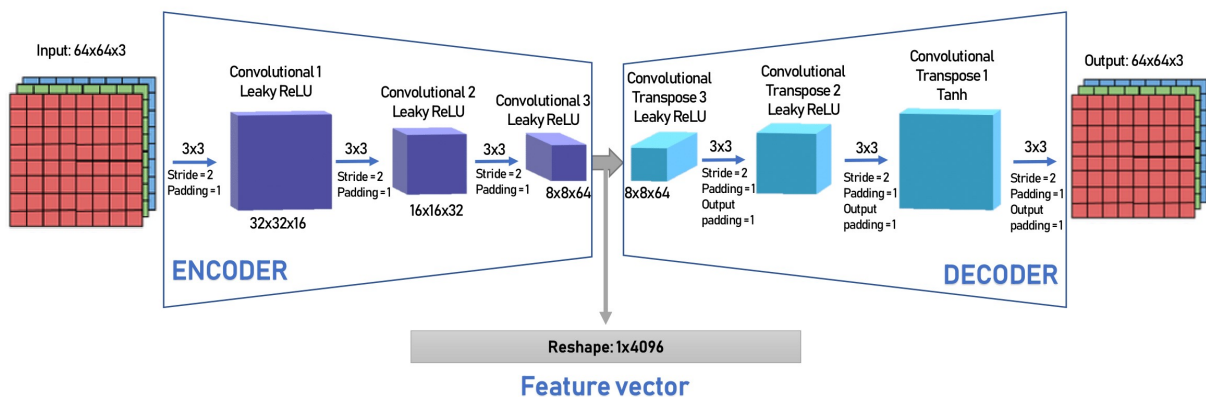 Input: 64x64x3
3x3
Stride = 2
Padding = 1
Convolutional 1
Leaky ReLU
32x32x16
3x3
Stride = 2
Padding = 1
Convolutional 2
Leaky ReLU
16x16x32
3x3
Stride = 2
Padding = 1
Convolutional 3
Leaky ReLU
8x8x64
ENCODER
Convolutional
Transpose 3
Leaky ReLU
8x8x64
3x3
Stride = 2
Padding = 1
Output
padding = 1
Convolutional
Transpose 2
Leaky ReLU
3x3
Stride = 2
Padding = 1
Output
padding = 1
Convolutional
Transpose 1
Tanh
3x3
Stride = 2
Padding = 1
Output
padding = 1
DECODER
Output: 64x64x3
Reshape: 1x4096
Feature vector